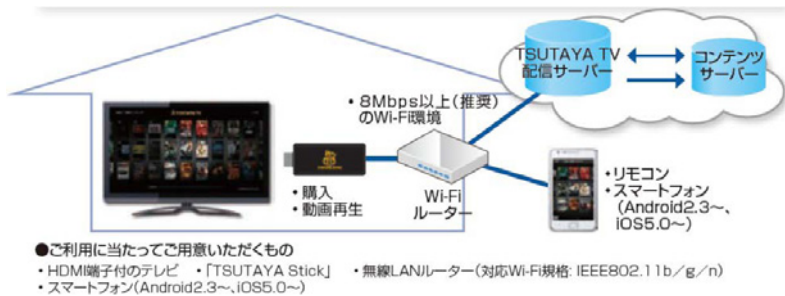 TSUTAYA TV
配信サーバー
コンテンツ
サーバー
・8Mbps以上(推奨)
のWi-Fi環境
・購入
・動画再生
Wi-Fi
ルーター
・リモコン
・スマートフォン
(Android2.3〜、
iOS5.0〜)
●ご利用に当たってご用意いただくもの
・HDMI端子付のテレビ ・「TSUTAYA Stick」 ・無線LANルーター(対応Wi-Fi規格: IEEE802.11b/g/n)
・スマートフォン(Android2.3〜、iOS5.0〜)